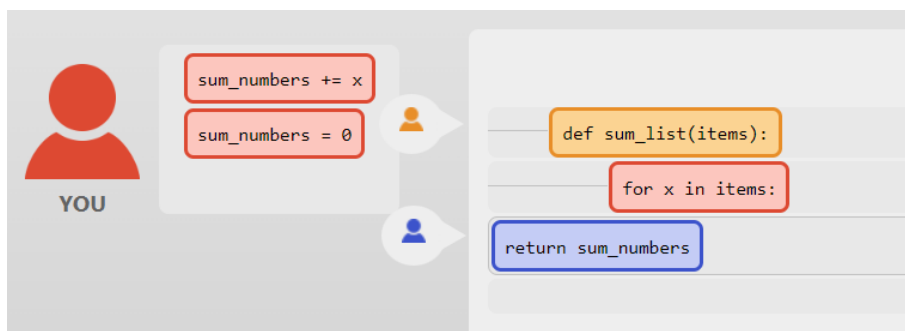 sum_numbers += x
sum_numbers = 0
YOU
def sum_list(items):
for x in items:
return sum_numbers